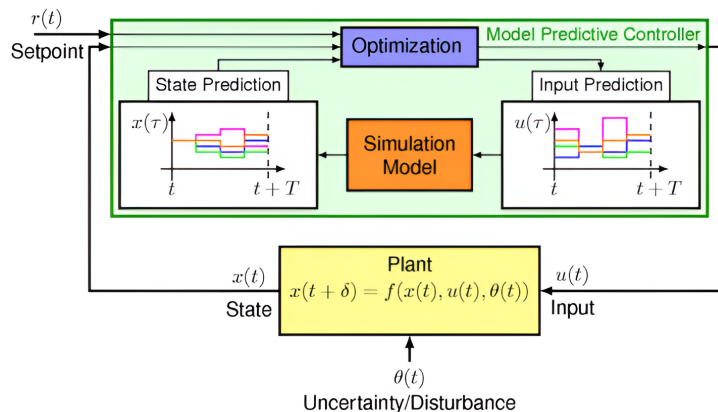 r(t)
Setpoint
Optimization
Model Predictive Controller
State Prediction
Input Prediction
x(τ)
t
t + T
Simulation
Model
u(τ)
t
t + T
x(t)
State
Plant
x(t + δ) = f(x(t), u(t), θ(t))
u(t)
Input
θ(t)
Uncertainty/Disturbance